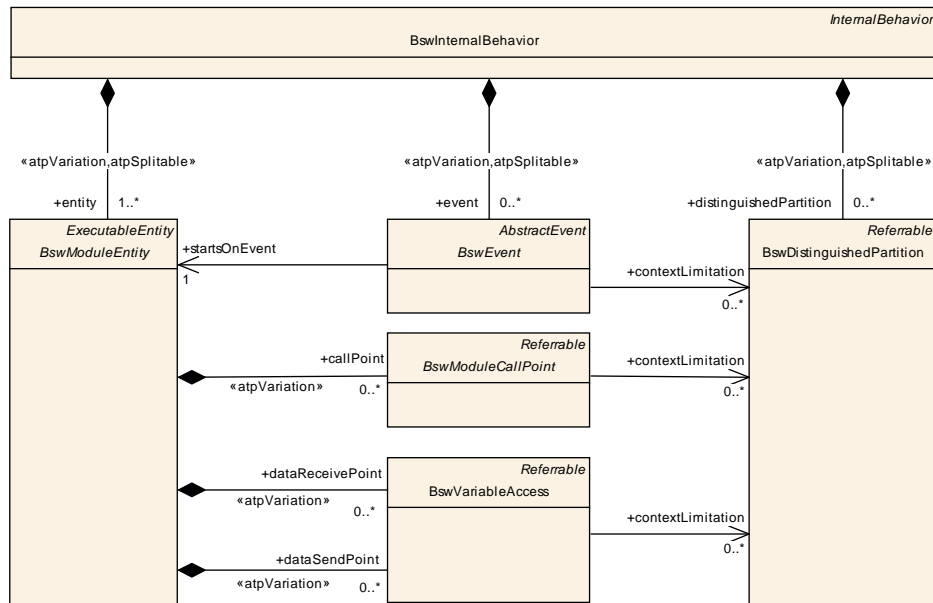 InternalBehavior
BswInternalBehavior
«atpVariation,atpSplitable»
«atpVariation,atpSplitable»
«atpVariation,atpSplitable»
+entity 1..*
+event 0..*
+distinguishedPartition 0..*
ExecutableEntity
BswModuleEntity
+startsOnEvent
1
AbstractEvent
BswEvent
+contextLimitation
0..*
Referrable
BswDistinguishedPartition
+callPoint
«atpVariation» 0..*
Referrable
BswModuleCallPoint
+contextLimitation
0..*
+dataReceivePoint
«atpVariation»
0..*
Referrable
BswVariableAccess
+contextLimitation
0..*
+dataSendPoint
«atpVariation»
0..*